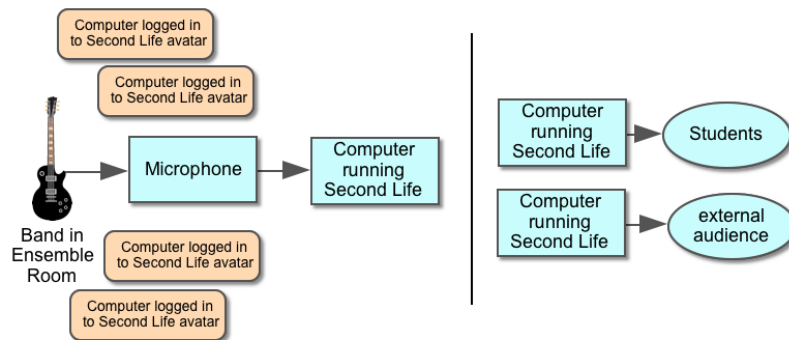 Computer logged in
to Second Life avatar
Computer logged in
to Second Life avatar
Microphone
Computer
running
Second Life
Band in
Ensemble
Room
Computer logged in
to Second Life avatar
Computer logged in
to Second Life avatar
Computer
running
Second Life
Students
Computer
running
Second Life
external
audience